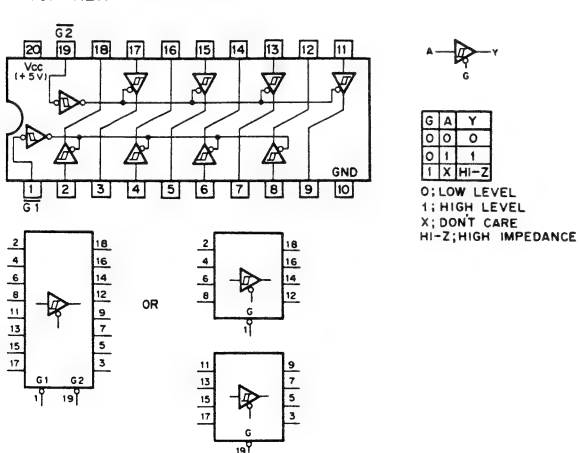 G2
20 19 18 17 16 15 14 13 12 11
Vcc
(+5V)
GND
1 2 3 4 5 6 7 8 9 10
G1
A Y
G
G A Y
0 0 0
0 1 1
1 X HI-Z
0; LOW LEVEL
1; HIGH LEVEL
X; DON'T CARE
HI-Z; HIGH IMPEDANCE
2 18
4 16
6 14
8 12
11 9
13 7
15 5
17 3
G1 G2
1 19
OR
2 18
4 16
6 14
8 12
G
1
11 9
13 7
15 5
17 3
G
19